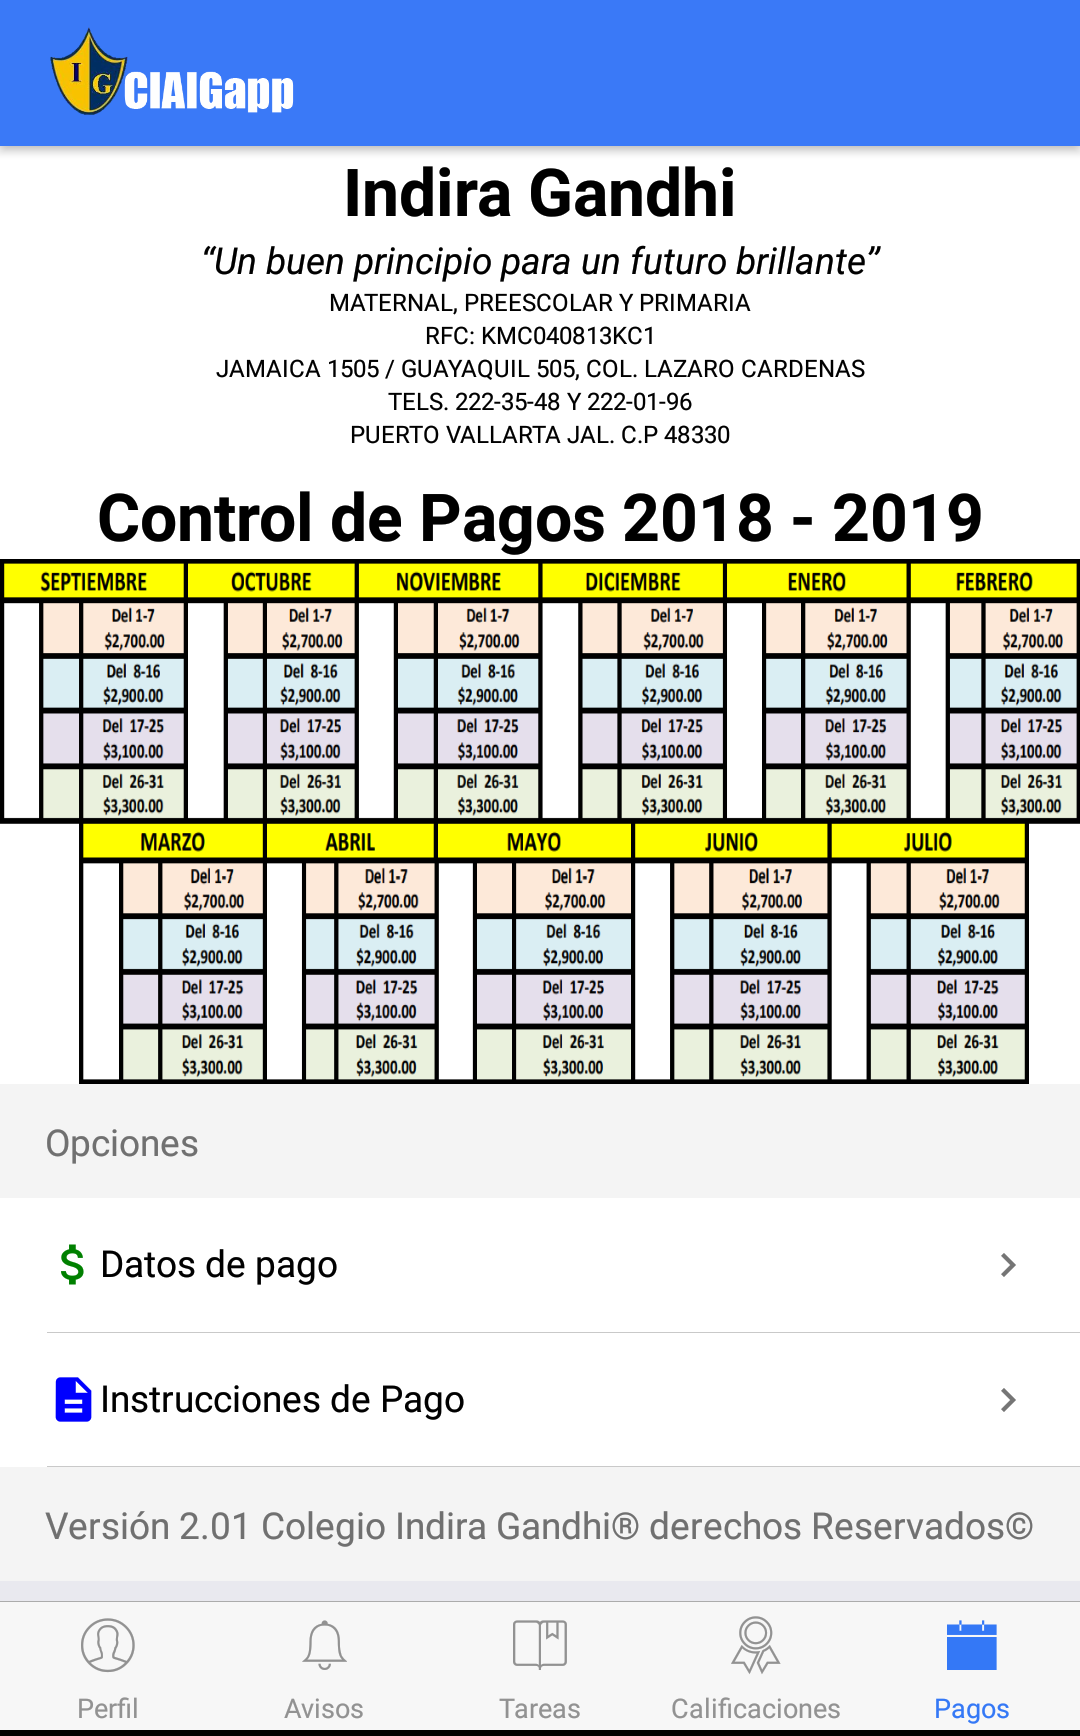 I G CIAIGapp
Indira Gandhi
“Un buen principio para un futuro brillante”
MATERNAL, PREESCOLAR Y PRIMARIA
RFC: KMC040813KC1
JAMAICA 1505 / GUAYAQUIL 505, COL. LAZARO CARDENAS
TELS. 222-35-48 Y 222-01-96
PUERTO VALLARTA JAL. C.P 48330
Control de Pagos 2018 - 2019
SEPTIEMBRE OCTUBRE NOVIEMBRE DICIEMBRE ENERO FEBRERO
Del 1-7 Del 1-7 Del 1-7 Del 1-7 Del 1-7 Del 1-7
$2,700.00 $2,700.00 $2,700.00 $2,700.00 $2,700.00 $2,700.00
Del 8-16 Del 8-16 Del 8-16 Del 8-16 Del 8-16 Del 8-16
$2,900.00 $2,900.00 $2,900.00 $2,900.00 $2,900.00 $2,900.00
Del 17-25 Del 17-25 Del 17-25 Del 17-25 Del 17-25 Del 17-25
$3,100.00 $3,100.00 $3,100.00 $3,100.00 $3,100.00 $3,100.00
Del 26-31 Del 26-31 Del 26-31 Del 26-31 Del 26-31 Del 26-31
$3,300.00 $3,300.00 $3,300.00 $3,300.00 $3,300.00 $3,300.00
MARZO ABRIL MAYO JUNIO JULIO
Del 1-7 Del 1-7 Del 1-7 Del 1-7 Del 1-7
$2,700.00 $2,700.00 $2,700.00 $2,700.00 $2,700.00
Del 8-16 Del 8-16 Del 8-16 Del 8-16 Del 8-16
$2,900.00 $2,900.00 $2,900.00 $2,900.00 $2,900.00
Del 17-25 Del 17-25 Del 17-25 Del 17-25 Del 17-25
$3,100.00 $3,100.00 $3,100.00 $3,100.00 $3,100.00
Del 26-31 Del 26-31 Del 26-31 Del 26-31 Del 26-31
$3,300.00 $3,300.00 $3,300.00 $3,300.00 $3,300.00
Opciones
$ Datos de pago
Instrucciones de Pago
Versión 2.01 Colegio Indira Gandhi® derechos Reservados©
Perfil Avisos Tareas Calificaciones Pagos